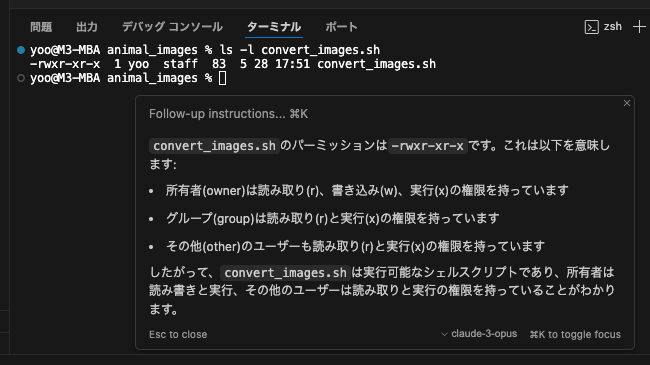 問題 出力 デバッグ コンソール ターミナル ポート zsh
yoo@M3-MBA animal_images % ls -l convert_images.sh
-rwxr-xr-x  1 yoo  staff  83  5 28 17:51 convert_images.sh
yoo@M3-MBA animal_images %
Follow-up instructions... ⌘K
convert_images.shのパーミッションは-rwxr-xr-xです。これは以下を意味し
ます:
• 所有者(owner)は読み取り(r)、書き込み(w)、実行(x)の権限を持っています
• グループ(group)は読み取り(r)と実行(x)の権限を持っています
• その他(other)のユーザーも読み取り(r)と実行(x)の権限を持っています
したがって、convert_images.shは実行可能なシェルスクリプトであり、所有者は
読み書きと実行、その他のユーザーは読み取りと実行の権限を持っていることがわかり
ます。
Esc to close claude-3-opus ⌘K to toggle focus